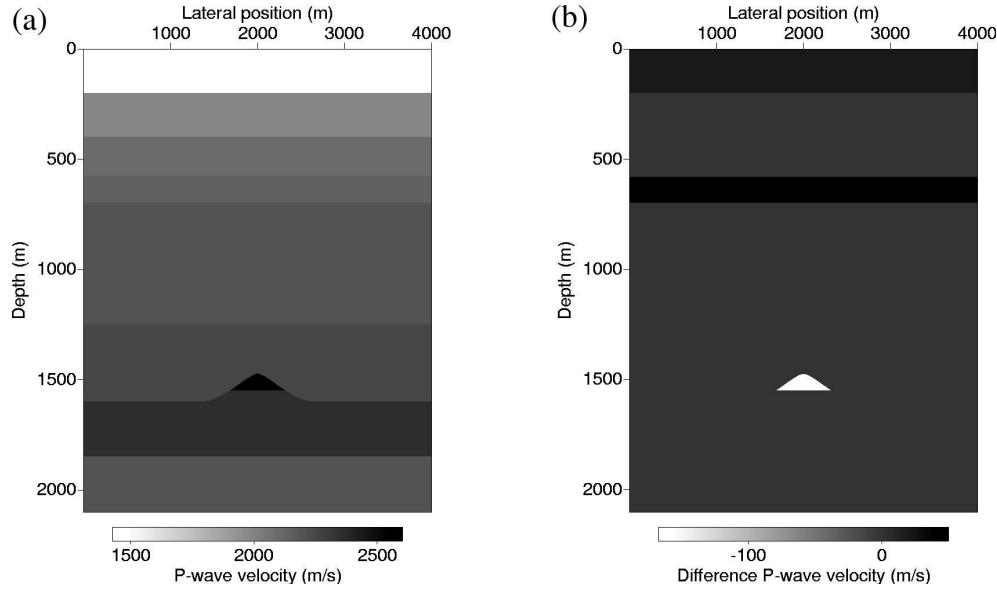 (a)
Lateral position (m)
1000 2000 3000 4000
0
500
1000
1500
2000
Depth (m)
1500 2000 2500
P-wave velocity (m/s)
(b)
Lateral position (m)
1000 2000 3000 4000
0
500
1000
1500
2000
Depth (m)
-100 0
Difference P-wave velocity (m/s)